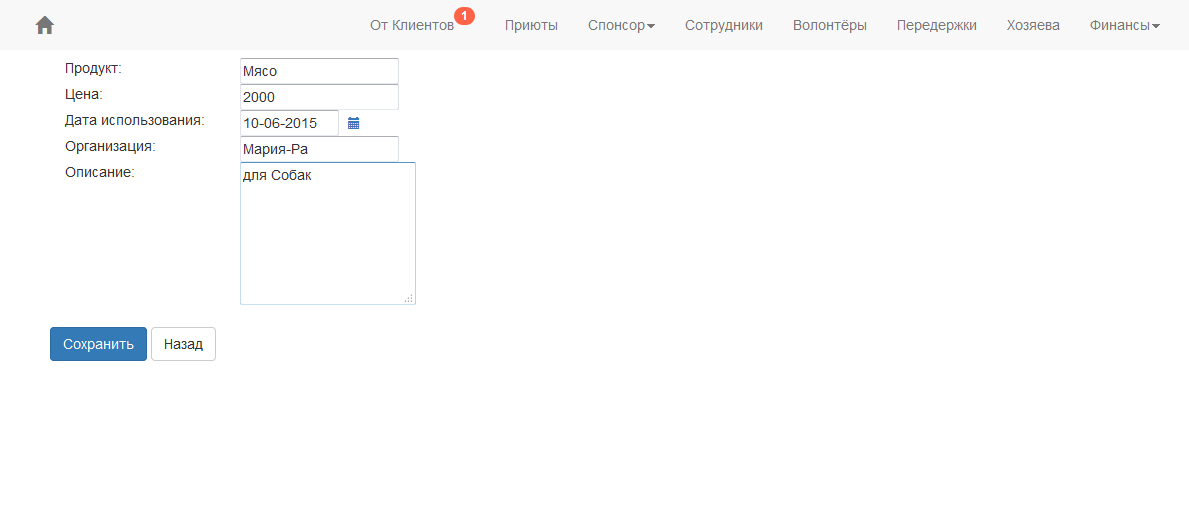 От Клиентов 1 Приюты Спонсор Сотрудники Волонтёры Передержки Хозяева Финансы
Продукт: Мясо
Цена: 2000
Дата использования: 10-06-2015
Организация: Мария-Ра
Описание: для Собак
Сохранить Назад